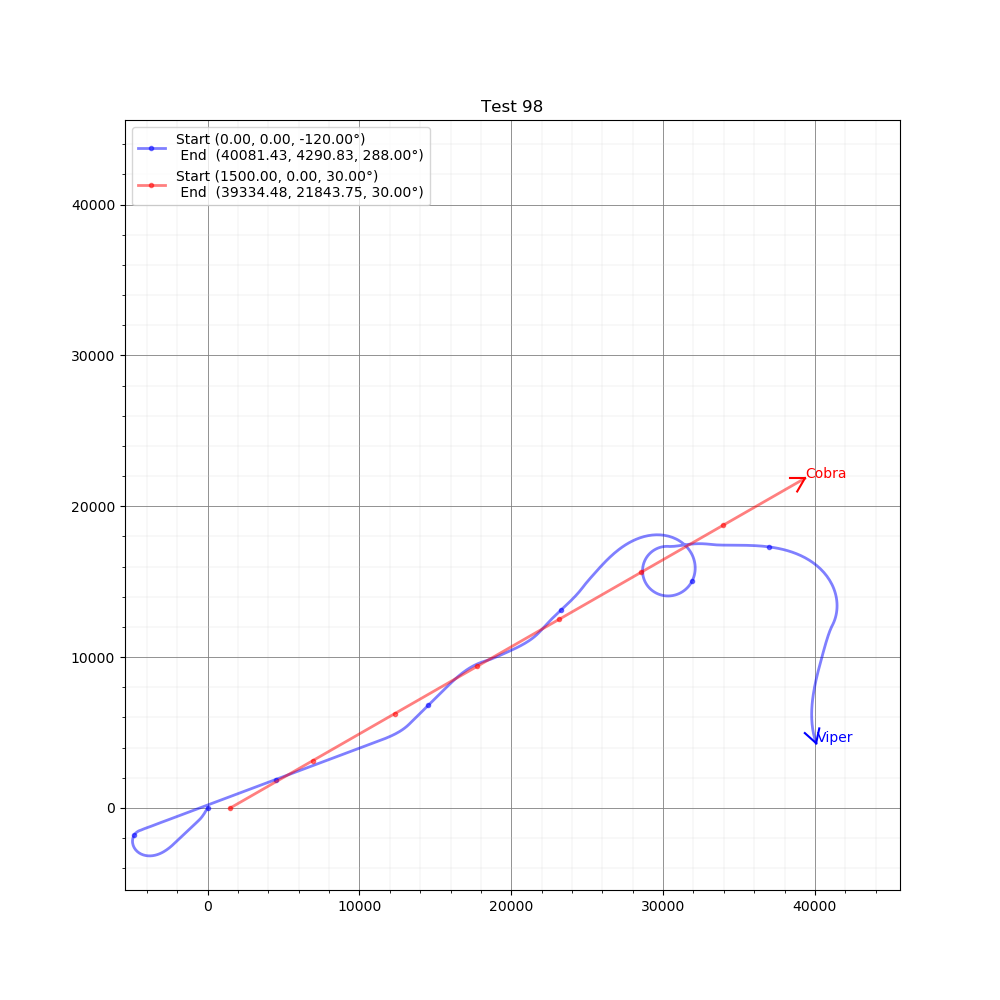 Test 98
Start (0.00, 0.00, -120.00°)
End (40081.43, 4290.83, 288.00°)
Start (1500.00, 0.00, 30.00°)
End (39334.48, 21843.75, 30.00°)
40000
30000
20000
10000
0
Cobra
Viper
0
10000
20000
30000
40000